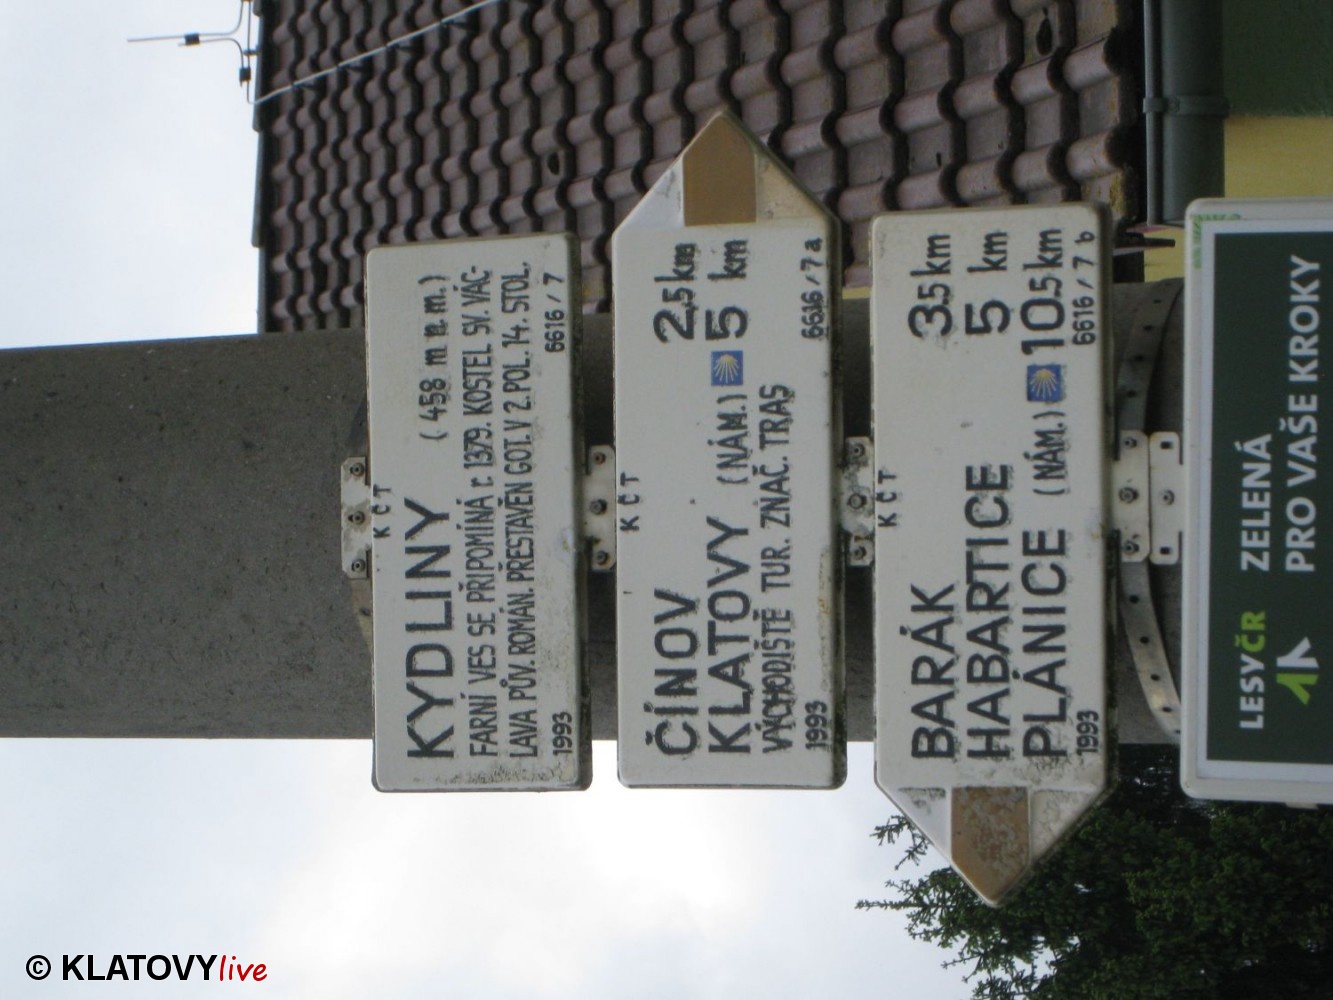 KČT
KYDLINY (458 m n. m.)
FARNÍ VES SE PŘIPOMÍNÁ r. 1379. KOSTEL SV. VÁC-
LAVA PŮV. ROMÁN. PŘESTAVĚN GOT. V 2. POL. 14. STOL.
1993 6616/7
KČT
ČÍNOV 2,5 km
KLATOVY (NÁM.) 5 km
VÝCHODIŠTĚ TUR. ZNAČ. TRAS
1993 6616/7a
KČT
BARÁK 3.5 km
HABARTICE 5 km
PLÁNICE (NÁM.) 10.5 km
1993 6616/7 b
LESYČR ZELENÁ
PRO VAŠE KROKY
© KLATOVYlive